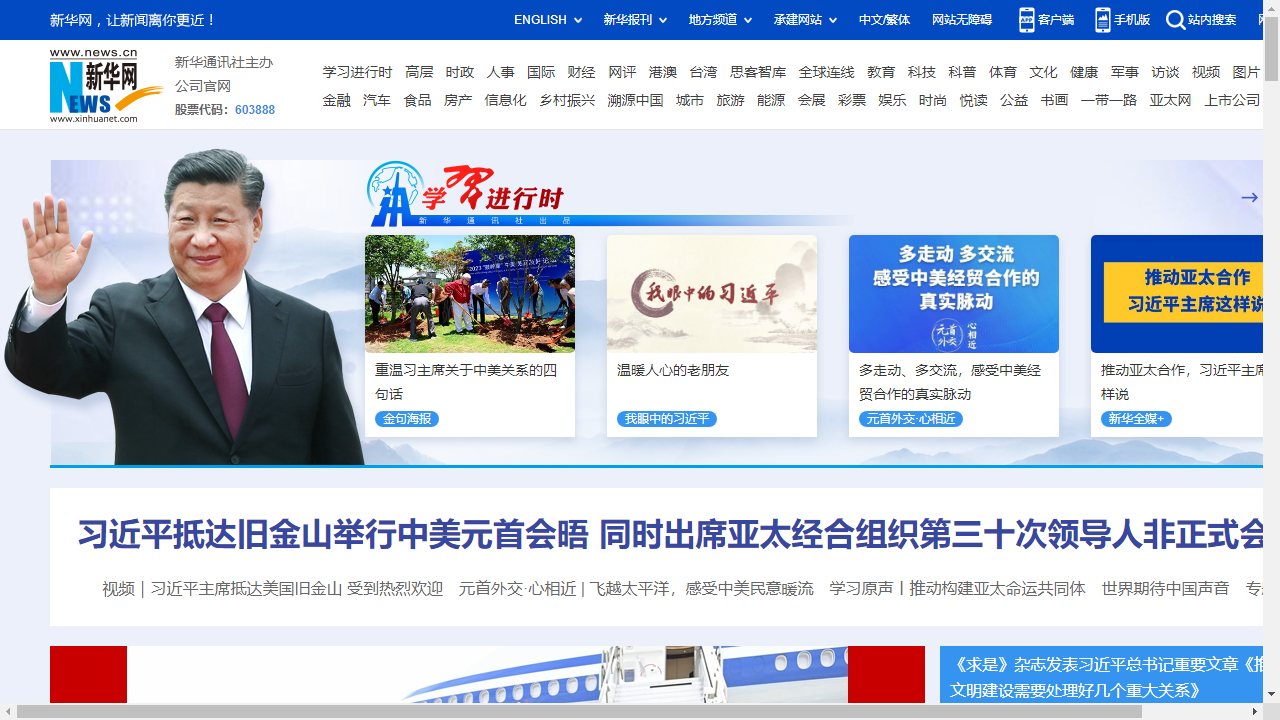 新华网，让新闻离你更近！
ENGLISH 新华报刊 地方频道 承建网站 中文/繁体 网站无障碍 客户端 手机版 站内搜索
www.news.cn
新华网
NEWS
www.xinhuanet.com
新华通讯社主办
公司官网
股票代码：603888
学习进行时 高层 时政 人事 国际 财经 网评 港澳 台湾 思客智库 全球连线 教育 科技 科普 体育 文化 健康 军事 访谈 视频 图片
金融 汽车 食品 房产 信息化 乡村振兴 溯源中国 城市 旅游 能源 会展 彩票 娱乐 时尚 悦读 公益 书画 一带一路 亚太网 上市公司
学习进行时
新华通讯社出品
我眼中的习近平
多走动 多交流
感受中美经贸合作的
真实脉动
元首外交 心相近
推动亚太合作
习近平主席这样说
重温习主席关于中美关系的四句话
金句海报
温暖人心的老朋友
我眼中的习近平
多走动、多交流，感受中美经贸合作的真实脉动
元首外交·心相近
推动亚太合作，习近平主席这样说
新华全媒+
习近平抵达旧金山举行中美元首会晤 同时出席亚太经合组织第三十次领导人非正式会
视频｜习近平主席抵达美国旧金山 受到热烈欢迎 元首外交·心相近 | 飞越太平洋，感受中美民意暖流 学习原声丨推动构建亚太命运共同体 世界期待中国声音 专
《求是》杂志发表习近平总书记重要文章《推
文明建设需要处理好几个重大关系》